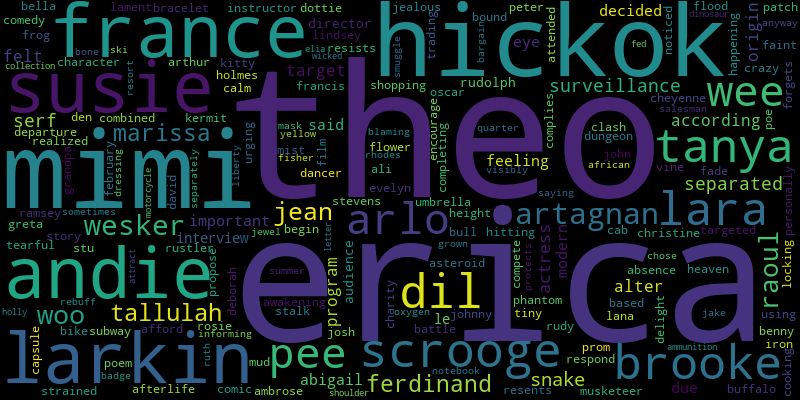 bella lament bracelet instructor dottie jealous peter decided flood patch
comedy france director bound noticed dinosaur anyway
frog ski lindsey hickok attended happening origin
felt bone elia resists smuggle trading bargain eye faint
collection character arthur kitty wicked fed crazy
susie resort holmes target rudolph surveillance wee forgets
calm theo francis shopping oscar cheyenne salesman
serf den combined kermit urging mask said encourage complies clash according pee
departure marissa yellow blaming quarter dungeon tanya
realized mist film flower completing feeling john
mimi grandpa february dressing motorcycle separately david liberty fisher rhodes ali visibly african vine fade separated personally
dancer evelyn saying
ramsey jean stevens umbrella height artagnan lara
greta sometimes wesker important arlo bull hitting cab christine targeted
story interview jewel begin letter grown compete actress modern chose locking
tearful stu rustler audience asteroid protects absence heaven raoul
andie attract propose deborah summer erica program charity dil phantom alter based using
holly rebuff tallulah awakening oxygen le tiny lana delight jake
woo afford rosie stalk johnny battle rudy benny
bike subway informing josh prom ammunition iron
larkin capsule poem ruth mud pee scrooge respond brooke cooking
badge abigail notebook snake due
strained afterlife comic ambrose shoulder ferdinand resents musketeer buffalo